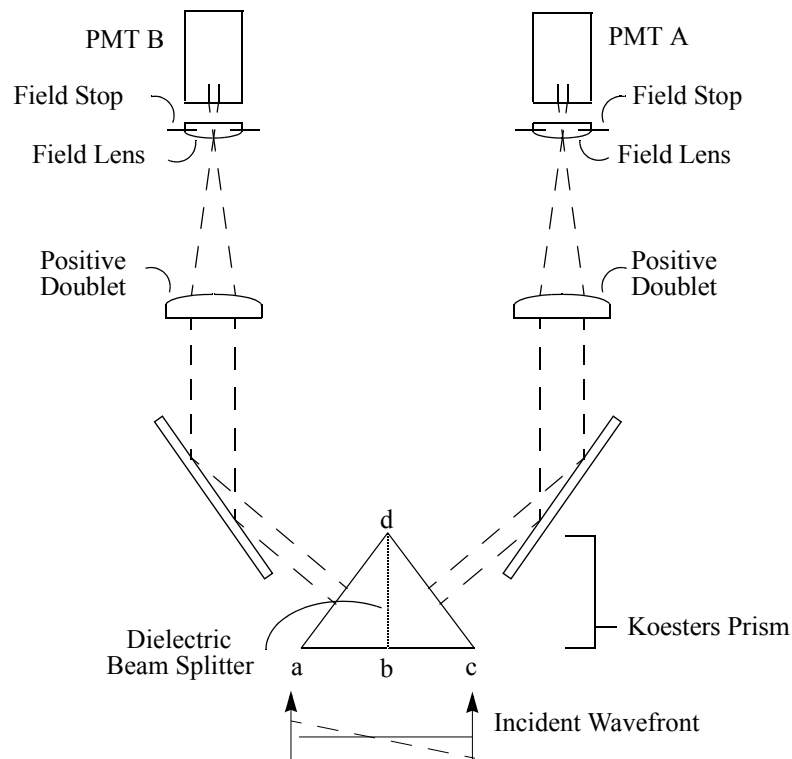 PMT B
PMT A
Field Stop
Field Stop
Field Lens
Field Lens
Positive
Doublet
Positive
Doublet
d
Dielectric
Beam Splitter
Koesters Prism
a
b
c
Incident Wavefront